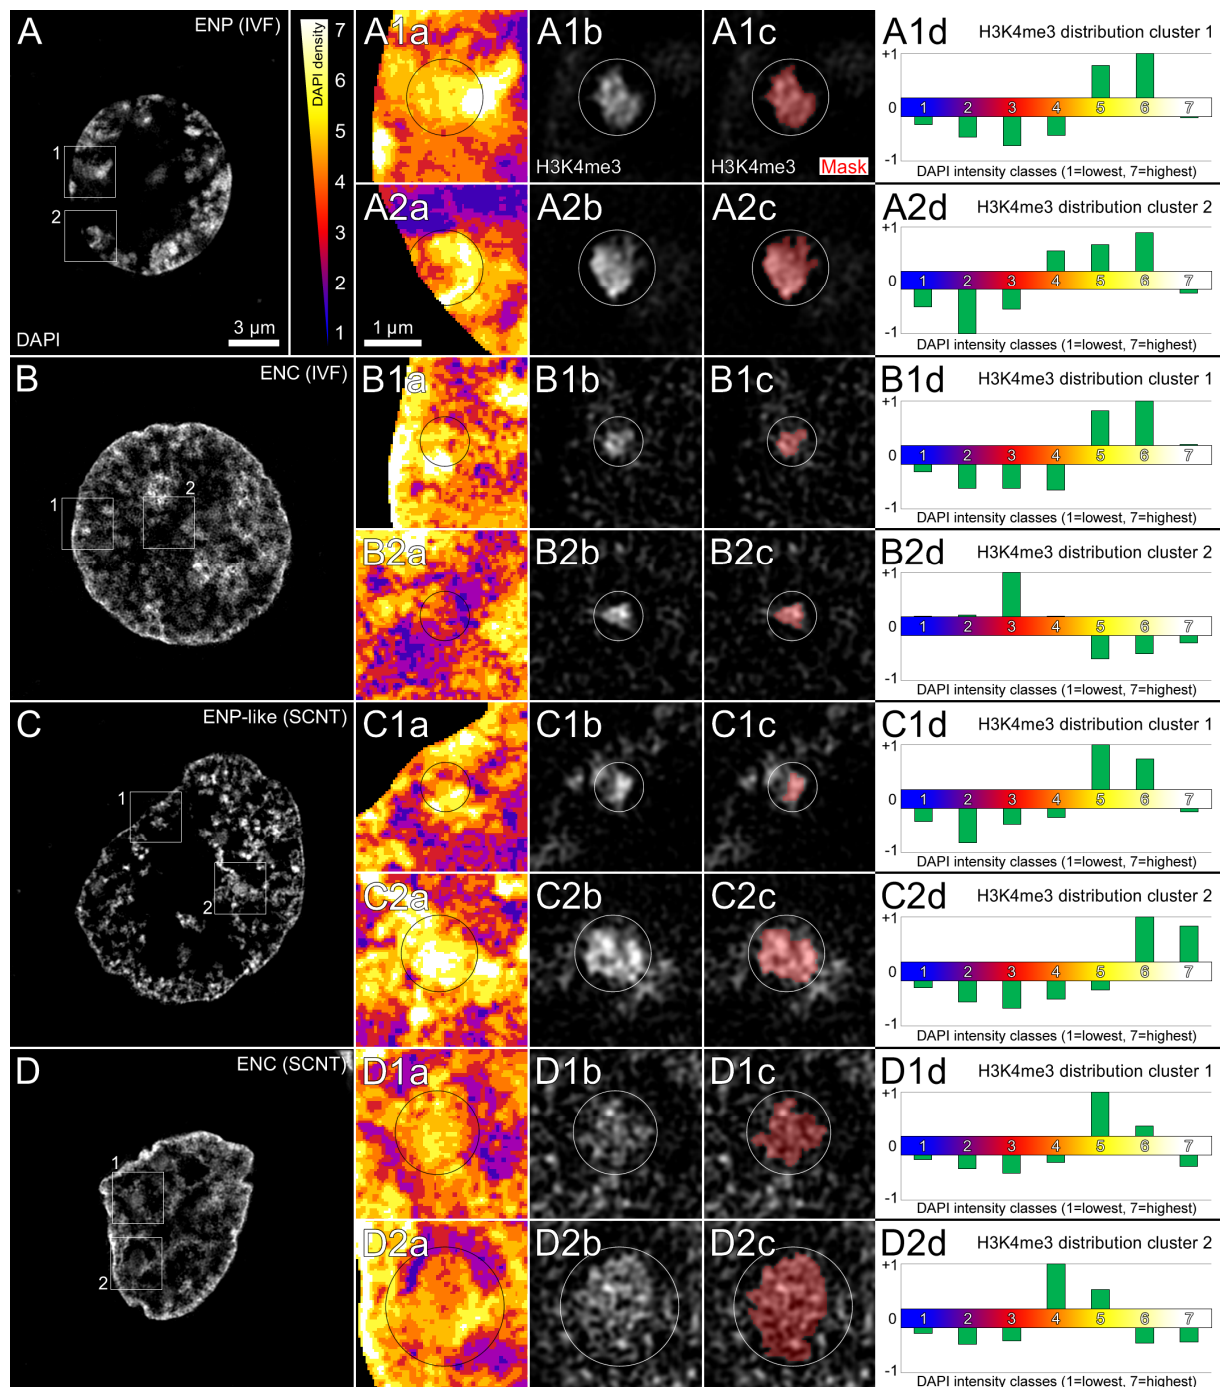 A
ENP (IVF)
1
2
DAPI
3 µm
DAPI density
7
6
5
4
3
2
1
A1a
A1b
H3K4me3
A1c
H3K4me3
Mask
A1d
H3K4me3 distribution cluster 1
+1
0
1 2 3 4 5 6 7
-1
DAPI intensity classes (1=lowest, 7=highest)
A2a
1 µm
A2b
A2c
A2d
H3K4me3 distribution cluster 2
+1
0
1 2 3 4 5 6 7
-1
DAPI intensity classes (1=lowest, 7=highest)
B
ENC (IVF)
1
2
B1a
B1b
B1c
B1d
H3K4me3 distribution cluster 1
+1
0
1 2 3 4 5 6 7
-1
DAPI intensity classes (1=lowest, 7=highest)
B2a
B2b
B2c
B2d
H3K4me3 distribution cluster 2
+1
0
1 2 3 4 5 6 7
-1
DAPI intensity classes (1=lowest, 7=highest)
C
ENP-like (SCNT)
1
2
C1a
C1b
C1c
C1d
H3K4me3 distribution cluster 1
+1
0
1 2 3 4 5 6 7
-1
DAPI intensity classes (1=lowest, 7=highest)
C2a
C2b
C2c
C2d
H3K4me3 distribution cluster 2
+1
0
1 2 3 4 5 6 7
-1
DAPI intensity classes (1=lowest, 7=highest)
D
ENC (SCNT)
1
2
D1a
D1b
D1c
D1d
H3K4me3 distribution cluster 1
+1
0
1 2 3 4 5 6 7
-1
DAPI intensity classes (1=lowest, 7=highest)
D2a
D2b
D2c
D2d
H3K4me3 distribution cluster 2
+1
0
1 2 3 4 5 6 7
-1
DAPI intensity classes (1=lowest, 7=highest)